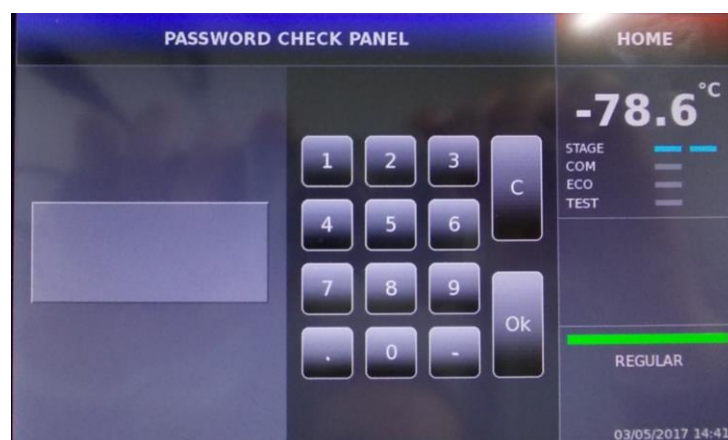 PASSWORD CHECK PANEL
HOME
-78.6°C
STAGE
COM
ECO
TEST
1 2 3 C
4 5 6
7 8 9 Ok
. 0 -
REGULAR
03/05/2017 14:41